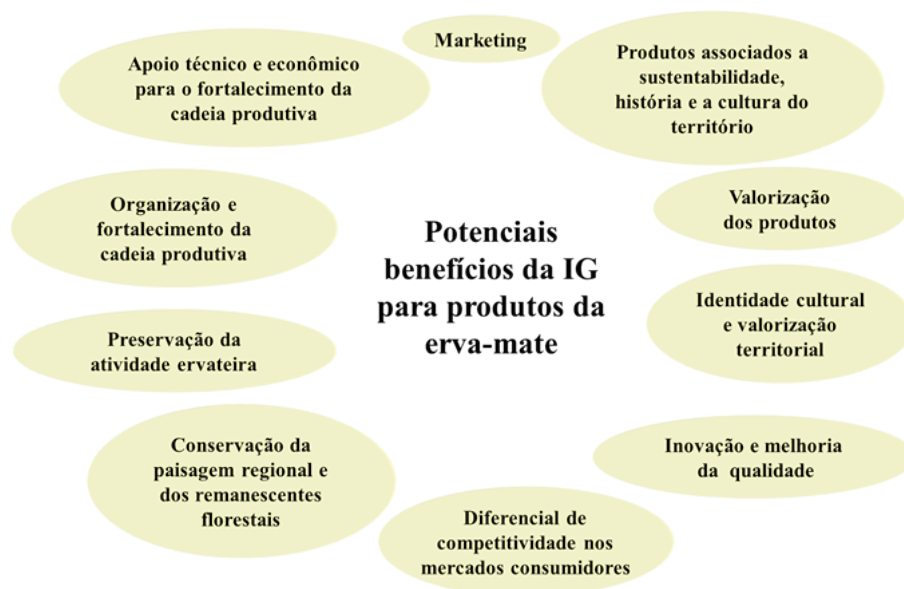 Marketing
Apoio técnico e econômico
para o fortalecimento da
cadeia produtiva
Produtos associados a
sustentabilidade,
história e a cultura do
território
Organização e
fortalecimento da
cadeia produtiva
Valorização
dos produtos
Potenciais
benefícios da IG
para produtos da
erva-mate
Identidade cultural
e valorização
territorial
Preservação da
atividade ervateira
Conservação da
paisagem regional e
dos remanescentes
florestais
Inovação e melhoria
da qualidade
Diferencial de
competitividade nos
mercados consumidores